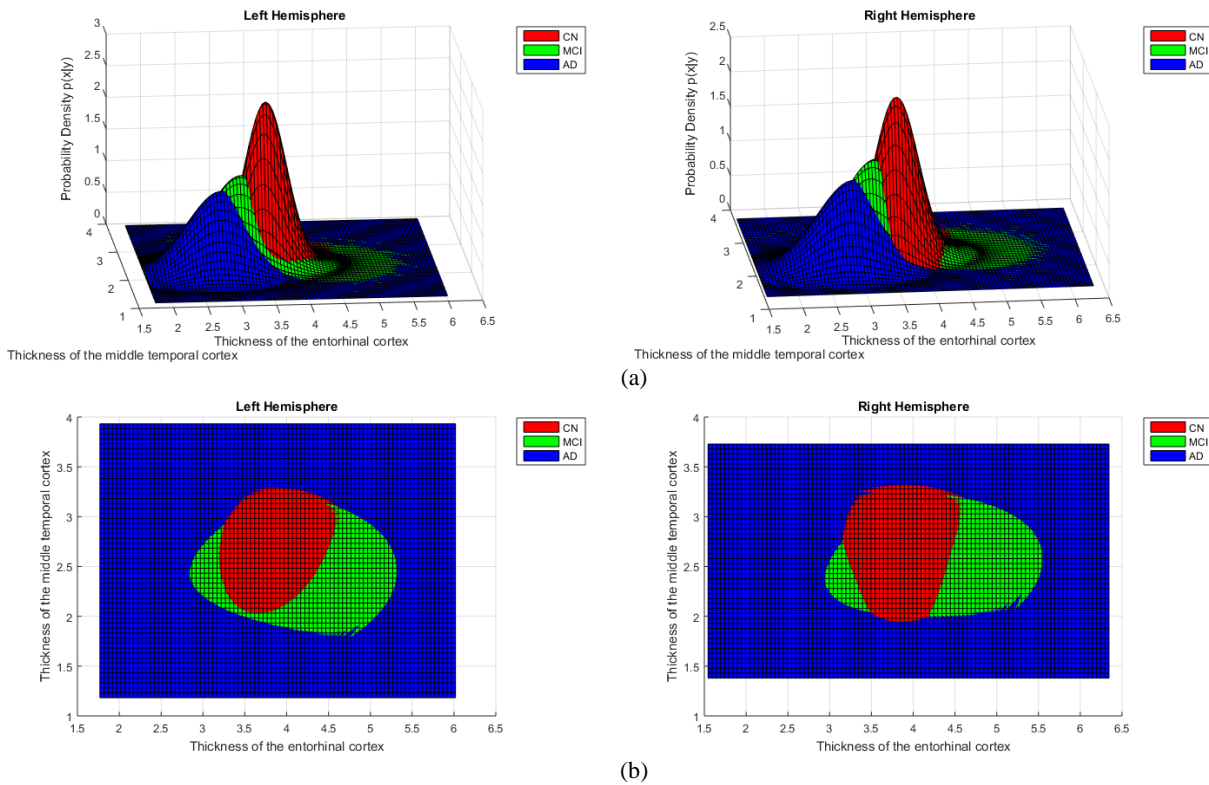 Left Hemisphere
CN
MCI
AD
Probability Density p(x|y)
3
2.5
2
1.5
1
0.5
0
4
3
2
1
1.5
2
2.5
3
3.5
4
4.5
5
5.5
6
6.5
Thickness of the entorhinal cortex
Thickness of the middle temporal cortex
Right Hemisphere
CN
MCI
AD
Probability Density p(x|y)
2.5
2
1.5
1
0.5
0
4
3
2
1
1.5
2
2.5
3
3.5
4
4.5
5
5.5
6
6.5
Thickness of the entorhinal cortex
Thickness of the middle temporal cortex
(a)
Left Hemisphere
CN
MCI
AD
Thickness of the middle temporal cortex
4
3.5
3
2.5
2
1.5
1
1.5
2
2.5
3
3.5
4
4.5
5
5.5
6
6.5
Thickness of the entorhinal cortex
Right Hemisphere
CN
MCI
AD
Thickness of the middle temporal cortex
4
3.5
3
2.5
2
1.5
1
1.5
2
2.5
3
3.5
4
4.5
5
5.5
6
6.5
Thickness of the entorhinal cortex
(b)